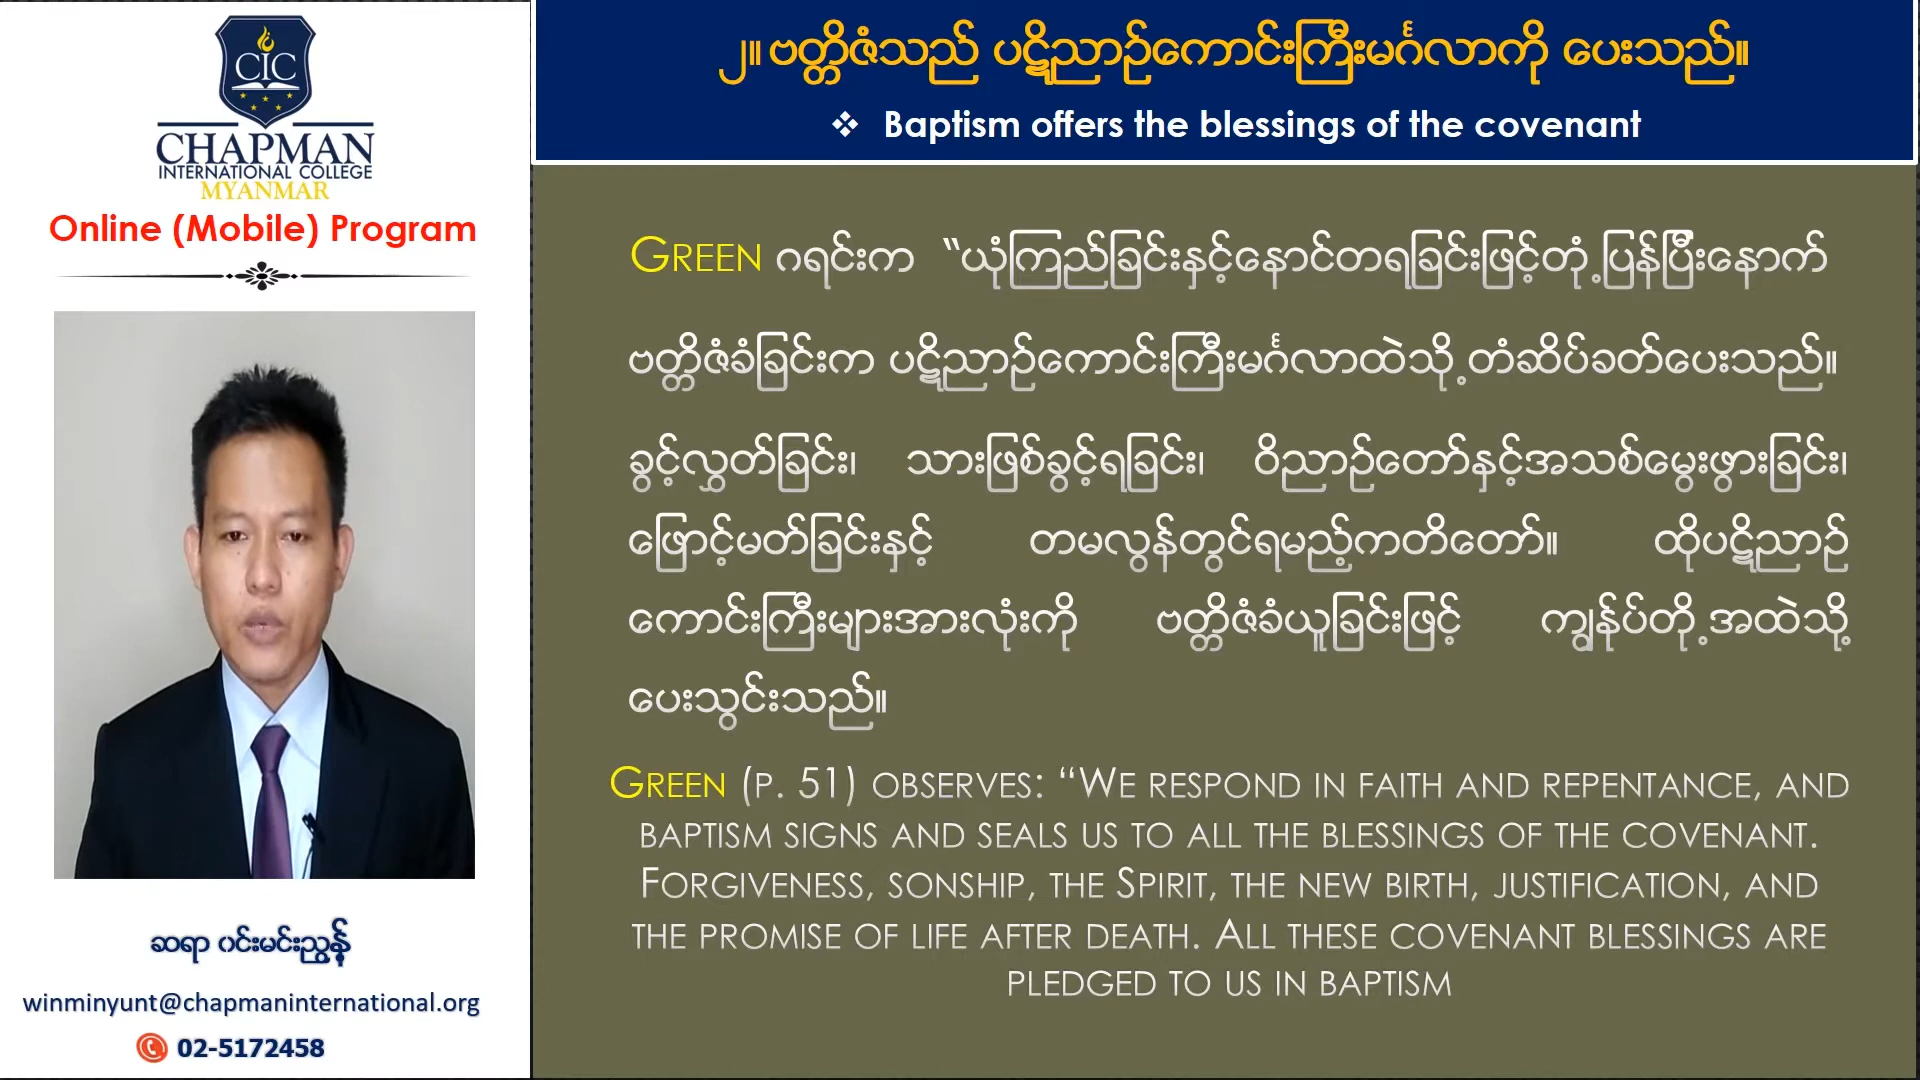 CIC
CHAPMAN
INTERNATIONAL COLLEGE
MYANMAR
Online (Mobile) Program
ဆရာ ဝင်းမင်းညွန့်
winminyunt@chapmaninternational.org
02-5172458
၂။ ဗတ္တိဇံသည် ပဋိညာဉ်ကောင်းကြီးမင်္ဂလာကို ပေးသည်။
❖ Baptism offers the blessings of the covenant
GREEN ဂရင်းက “ယုံကြည်ခြင်းနှင့်နောင်တရခြင်းဖြင့်တုံ့ပြန်ပြီးနောက်
ဗတ္တိဇံခံခြင်းက ပဋိညာဉ်ကောင်းကြီးမင်္ဂလာထဲသို့တံဆိပ်ခတ်ပေးသည်။
ခွင့်လွှတ်ခြင်း၊ သားဖြစ်ခွင့်ရခြင်း၊ ဝိညာဉ်တော်နှင့်အသစ်မွေးဖွားခြင်း၊
ဖြောင့်မတ်ခြင်းနှင့် တမလွန်တွင်ရမည့်ကတိတော်။ ထိုပဋိညာဉ်
ကောင်းကြီးများအားလုံးကို ဗတ္တိဇံခံယူခြင်းဖြင့် ကျွန်ုပ်တို့အထဲသို့
ပေးသွင်းသည်။
GREEN (P. 51) OBSERVES: “WE RESPOND IN FAITH AND REPENTANCE, AND
BAPTISM SIGNS AND SEALS US TO ALL THE BLESSINGS OF THE COVENANT.
FORGIVENESS, SONSHIP, THE SPIRIT, THE NEW BIRTH, JUSTIFICATION, AND
THE PROMISE OF LIFE AFTER DEATH. ALL THESE COVENANT BLESSINGS ARE
PLEDGED TO US IN BAPTISM